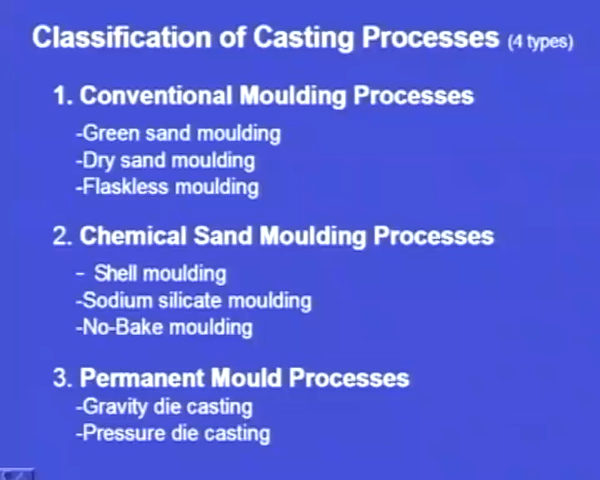 Classification of Casting Processes (4 types)
1. Conventional Moulding Processes
-Green sand moulding
-Dry sand moulding
-Flaskless moulding
2. Chemical Sand Moulding Processes
- Shell moulding
-Sodium silicate moulding
-No-Bake moulding
3. Permanent Mould Processes
-Gravity die casting
-Pressure die casting